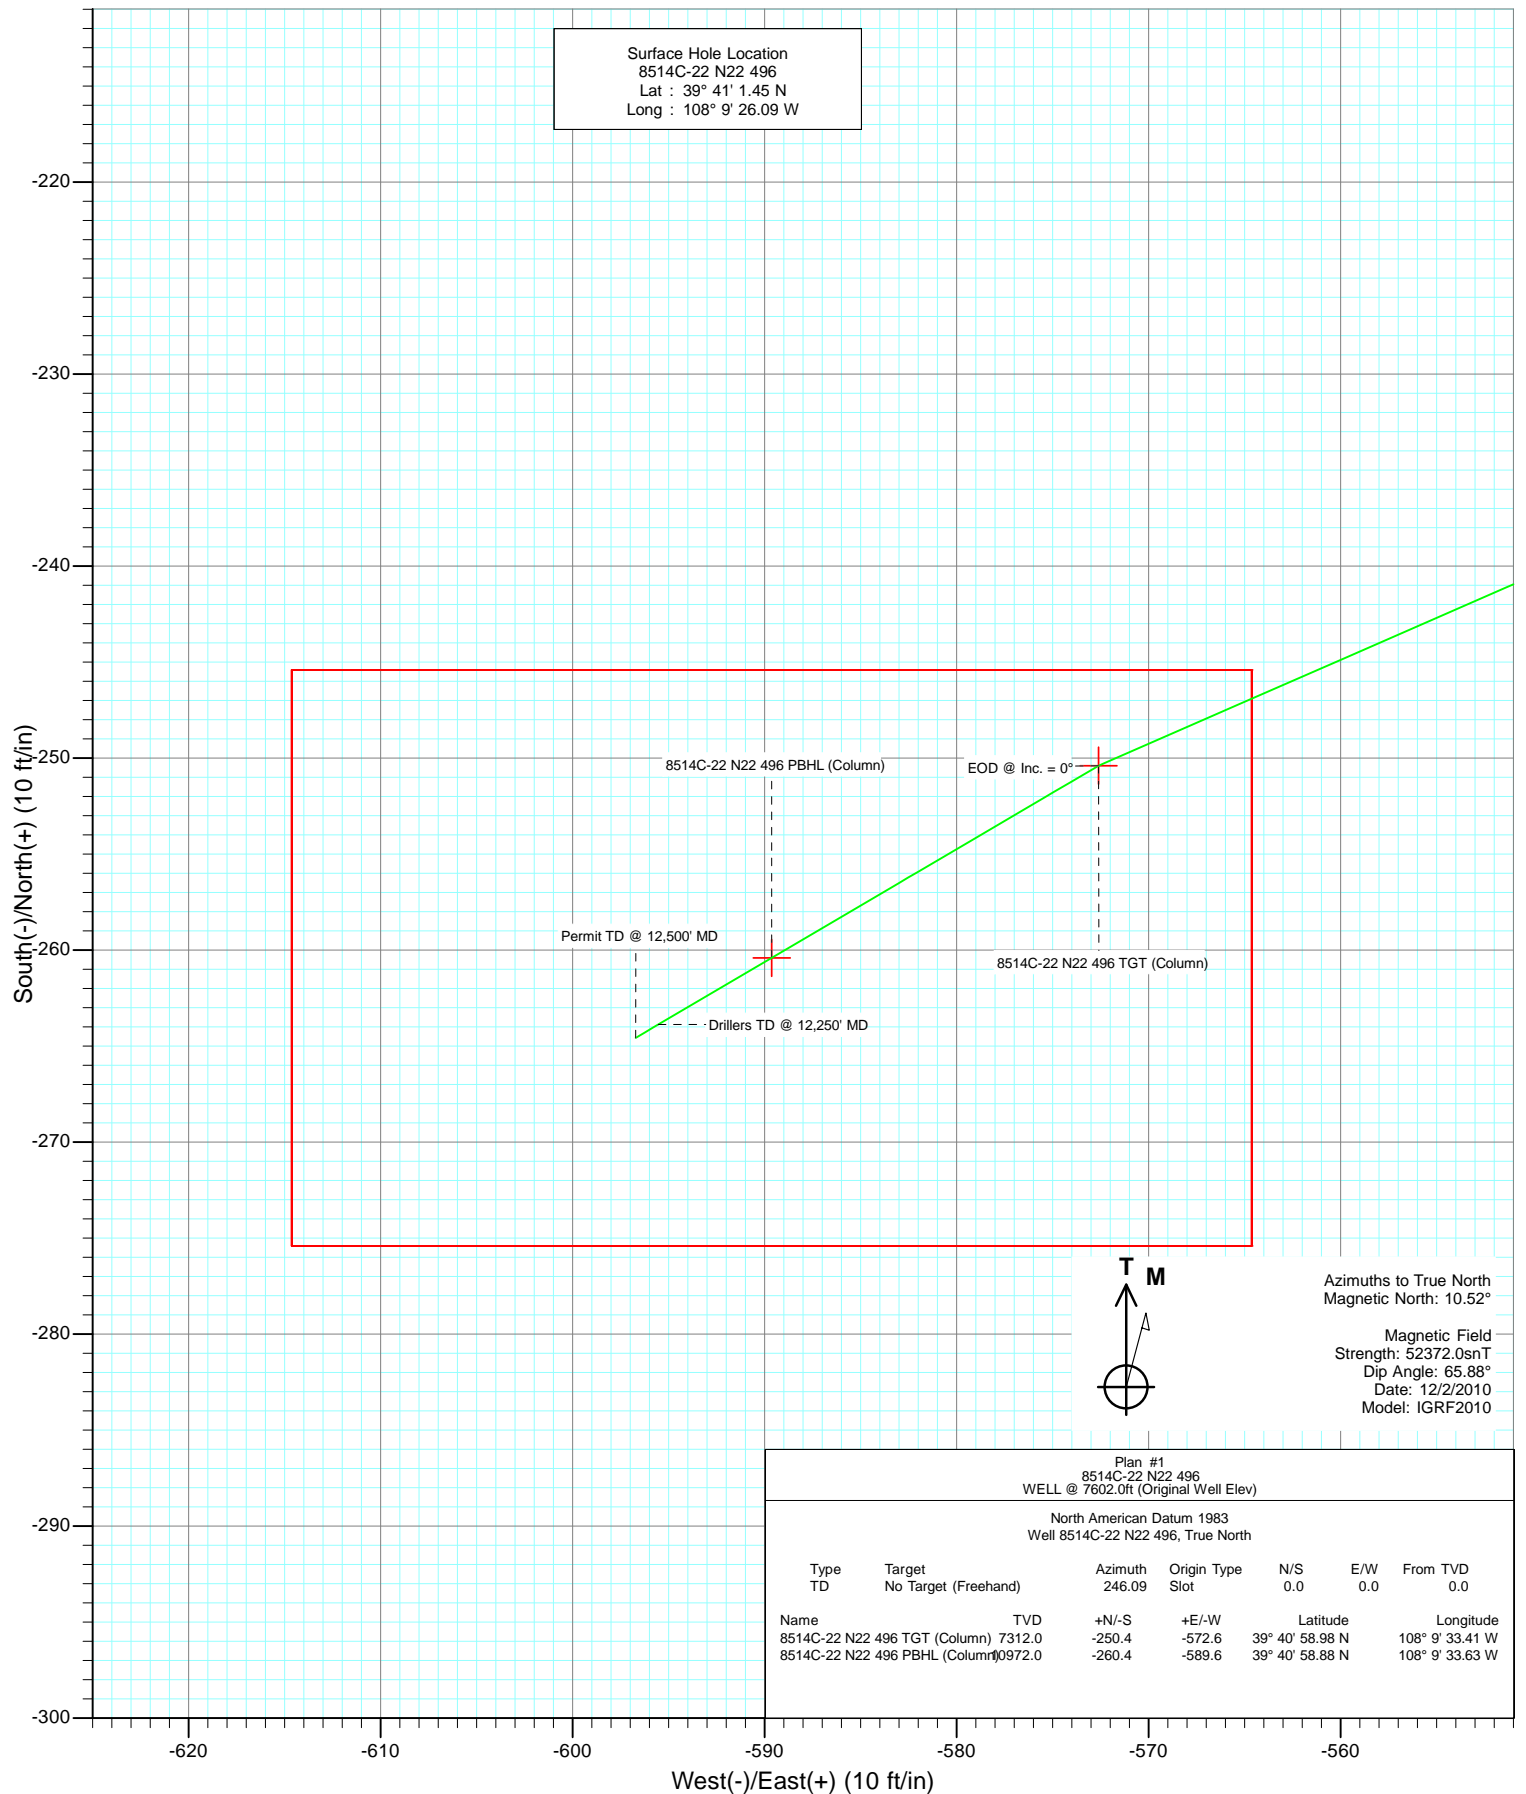 Surface Hole Location
8514C-22 N22 496
Lat : 39° 41' 1.45 N
Long : 108° 9' 26.09 W
-220
-230
-240
-250
-260
-270
-280
-290
-300
South(-)/North(+) (10 ft/in)
8514C-22 N22 496 PBHL (Column)
EOD @ Inc. = 0°
Permit TD @ 12,500' MD
8514C-22 N22 496 TGT (Column)
Drillers TD @ 12,250' MD
T M
Azimuths to True North
Magnetic North: 10.52°
Magnetic Field
Strength: 52372.0snT
Dip Angle: 65.88°
Date: 12/2/2010
Model: IGRF2010
Plan #1
8514C-22 N22 496
WELL @ 7602.0ft (Original Well Elev)
North American Datum 1983
Well 8514C-22 N22 496, True North
Type Target Azimuth Origin Type N/S E/W From TVD
TD No Target (Freehand) 246.09 Slot 0.0 0.0 0.0
Name TVD +N/-S +E/-W Latitude Longitude
8514C-22 N22 496 TGT (Column) 7312.0 -250.4 -572.6 39° 40' 58.98 N 108° 9' 33.41 W
8514C-22 N22 496 PBHL (Column) 10972.0 -260.4 -589.6 39° 40' 58.88 N 108° 9' 33.63 W
-620 -610 -600 -590 -580 -570 -560
West(-)/East(+) (10 ft/in)